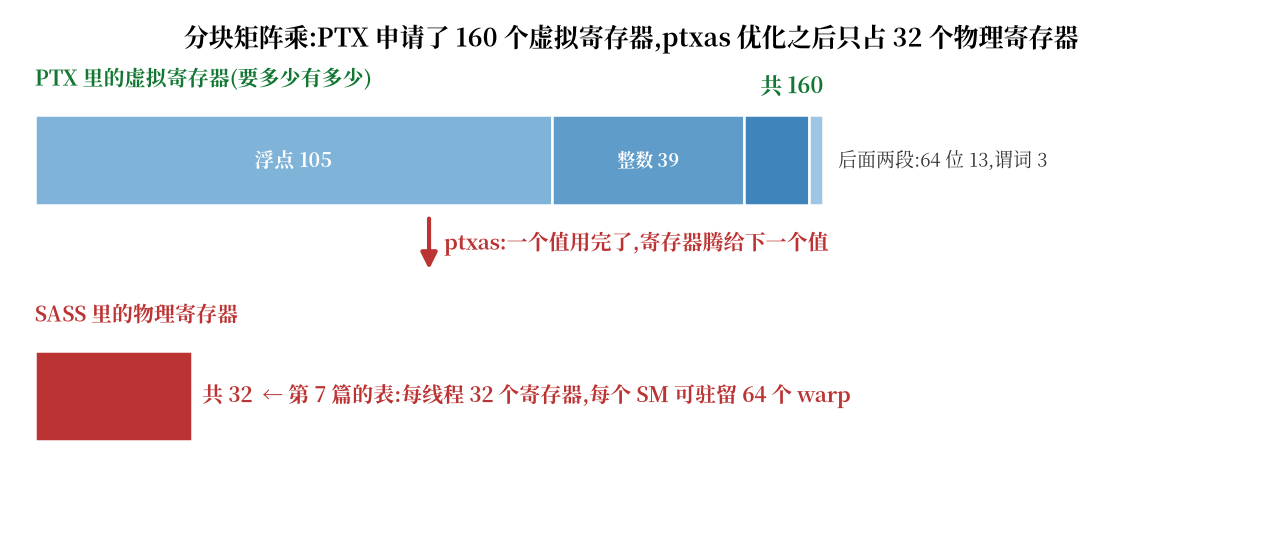 分块矩阵乘:PTX 申请了 160 个虚拟寄存器,ptxas 优化之后只占 32 个物理寄存器
PTX 里的虚拟寄存器(要多少有多少)
共 160
浮点 105
整数 39
后面两段:64 位 13,谓词 3
ptxas:一个值用完了,寄存器腾给下一个值
SASS 里的物理寄存器
共 32 ← 第 7 篇的表:每线程 32 个寄存器,每个 SM 可驻留 64 个 warp